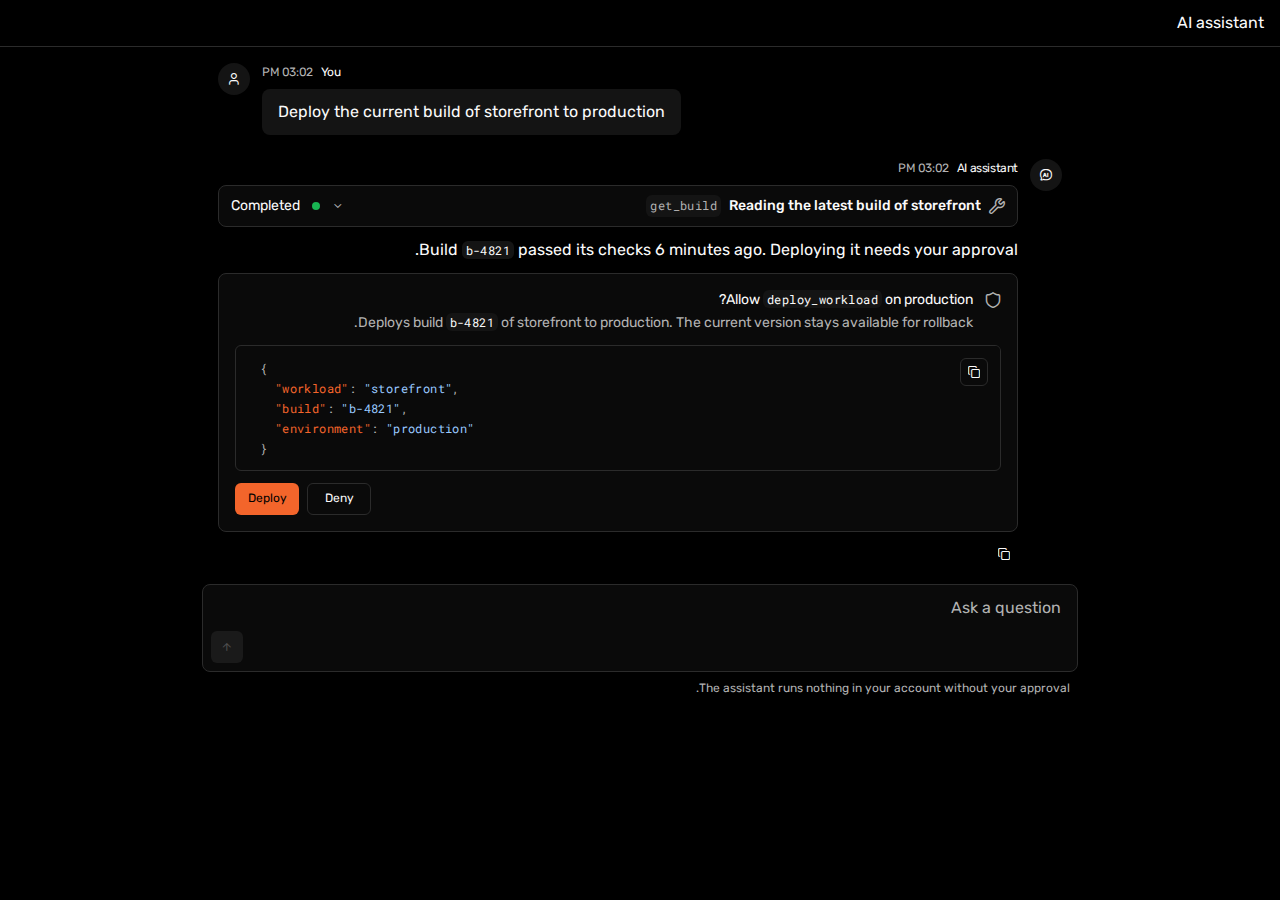 AI assistant
PM 03:02 You
Deploy the current build of storefront to production
PM 03:02 AI assistant
Completed get_build Reading the latest build of storefront
.Build b-4821 passed its checks 6 minutes ago. Deploying it needs your approval
?Allow deploy_workload on production
.Deploys build b-4821 of storefront to production. The current version stays available for rollback
{
"workload": "storefront",
"build": "b-4821",
"environment": "production"
}
Deploy Deny
Ask a question
.The assistant runs nothing in your account without your approval